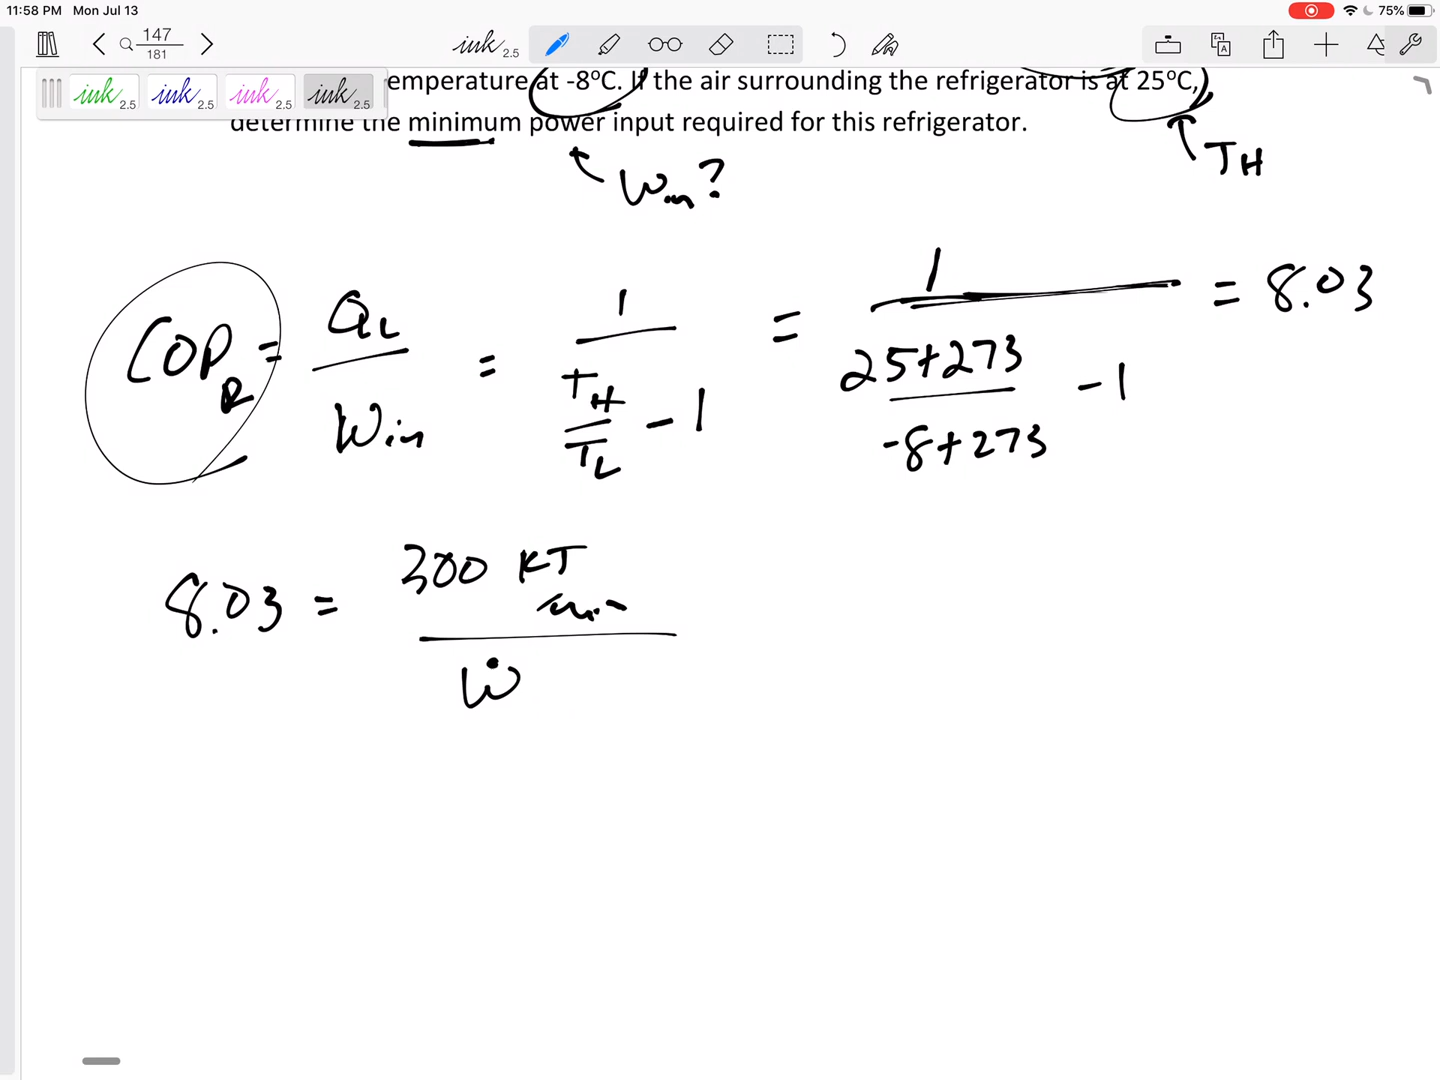 11:58 PM Mon Jul 13
75%
147
181
ink 2.5
ink 2.5 ink 2.5 ink 2.5 ink 2.5
emperature at -8°C. If the air surrounding the refrigerator is at 25°C,
determine the minimum power input required for this refrigerator.
Win?
TH
COPR = QL / Win = 1 / (TH / TL - 1) = 1 / (25+273 / -8+273 - 1) = 8.03
8.03 = 300 KJ/min / Ẇ